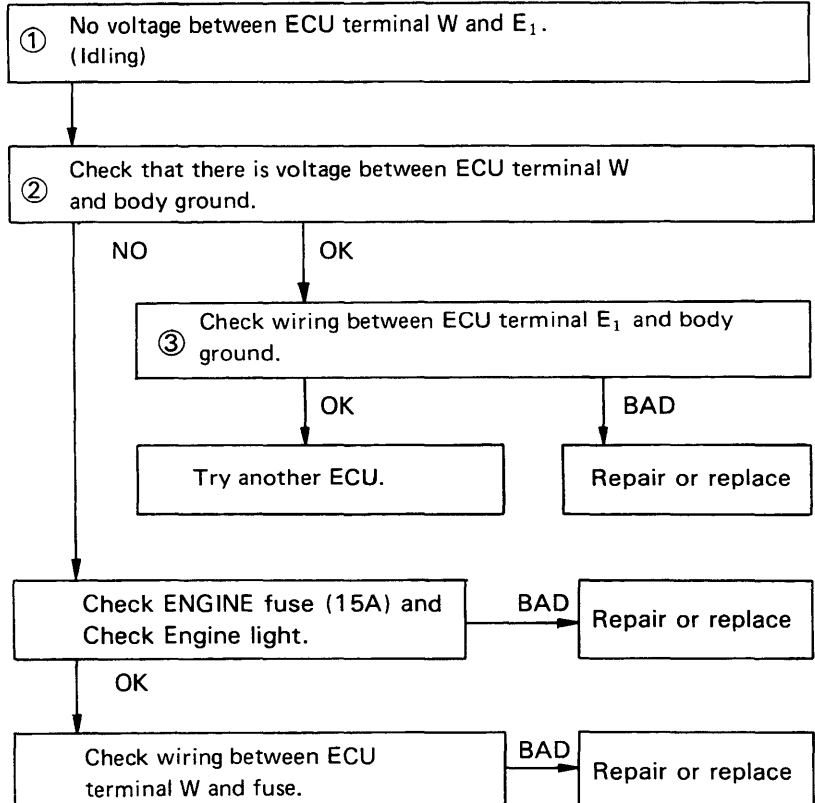 ① No voltage between ECU terminal W and E₁.
(Idling)
② Check that there is voltage between ECU terminal W
and body ground.
NO
OK
③ Check wiring between ECU terminal E₁ and body
ground.
OK
BAD
Try another ECU.
Repair or replace
Check ENGINE fuse (15A) and
Check Engine light.
BAD
Repair or replace
OK
Check wiring between ECU
terminal W and fuse.
BAD
Repair or replace